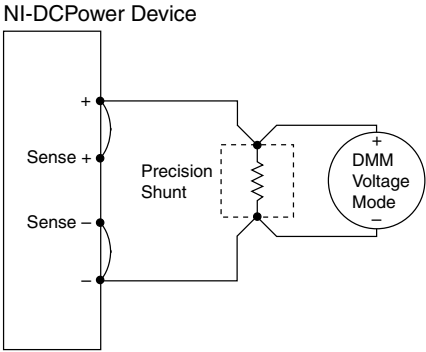 NI-DCPower Device
+
Sense +
Sense –
–
Precision
Shunt
+
DMM
Voltage
Mode
–